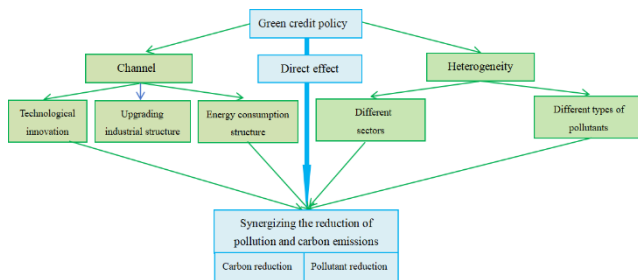 Green credit policy
Channel
Direct effect
Heterogeneity
Technological
innovation
Upgrading
industrial structure
Energy consumption
structure
Different
sectors
Different types of
pollutants
Synergizing the reduction of
pollution and carbon emissions
Carbon reduction
Pollutant reduction